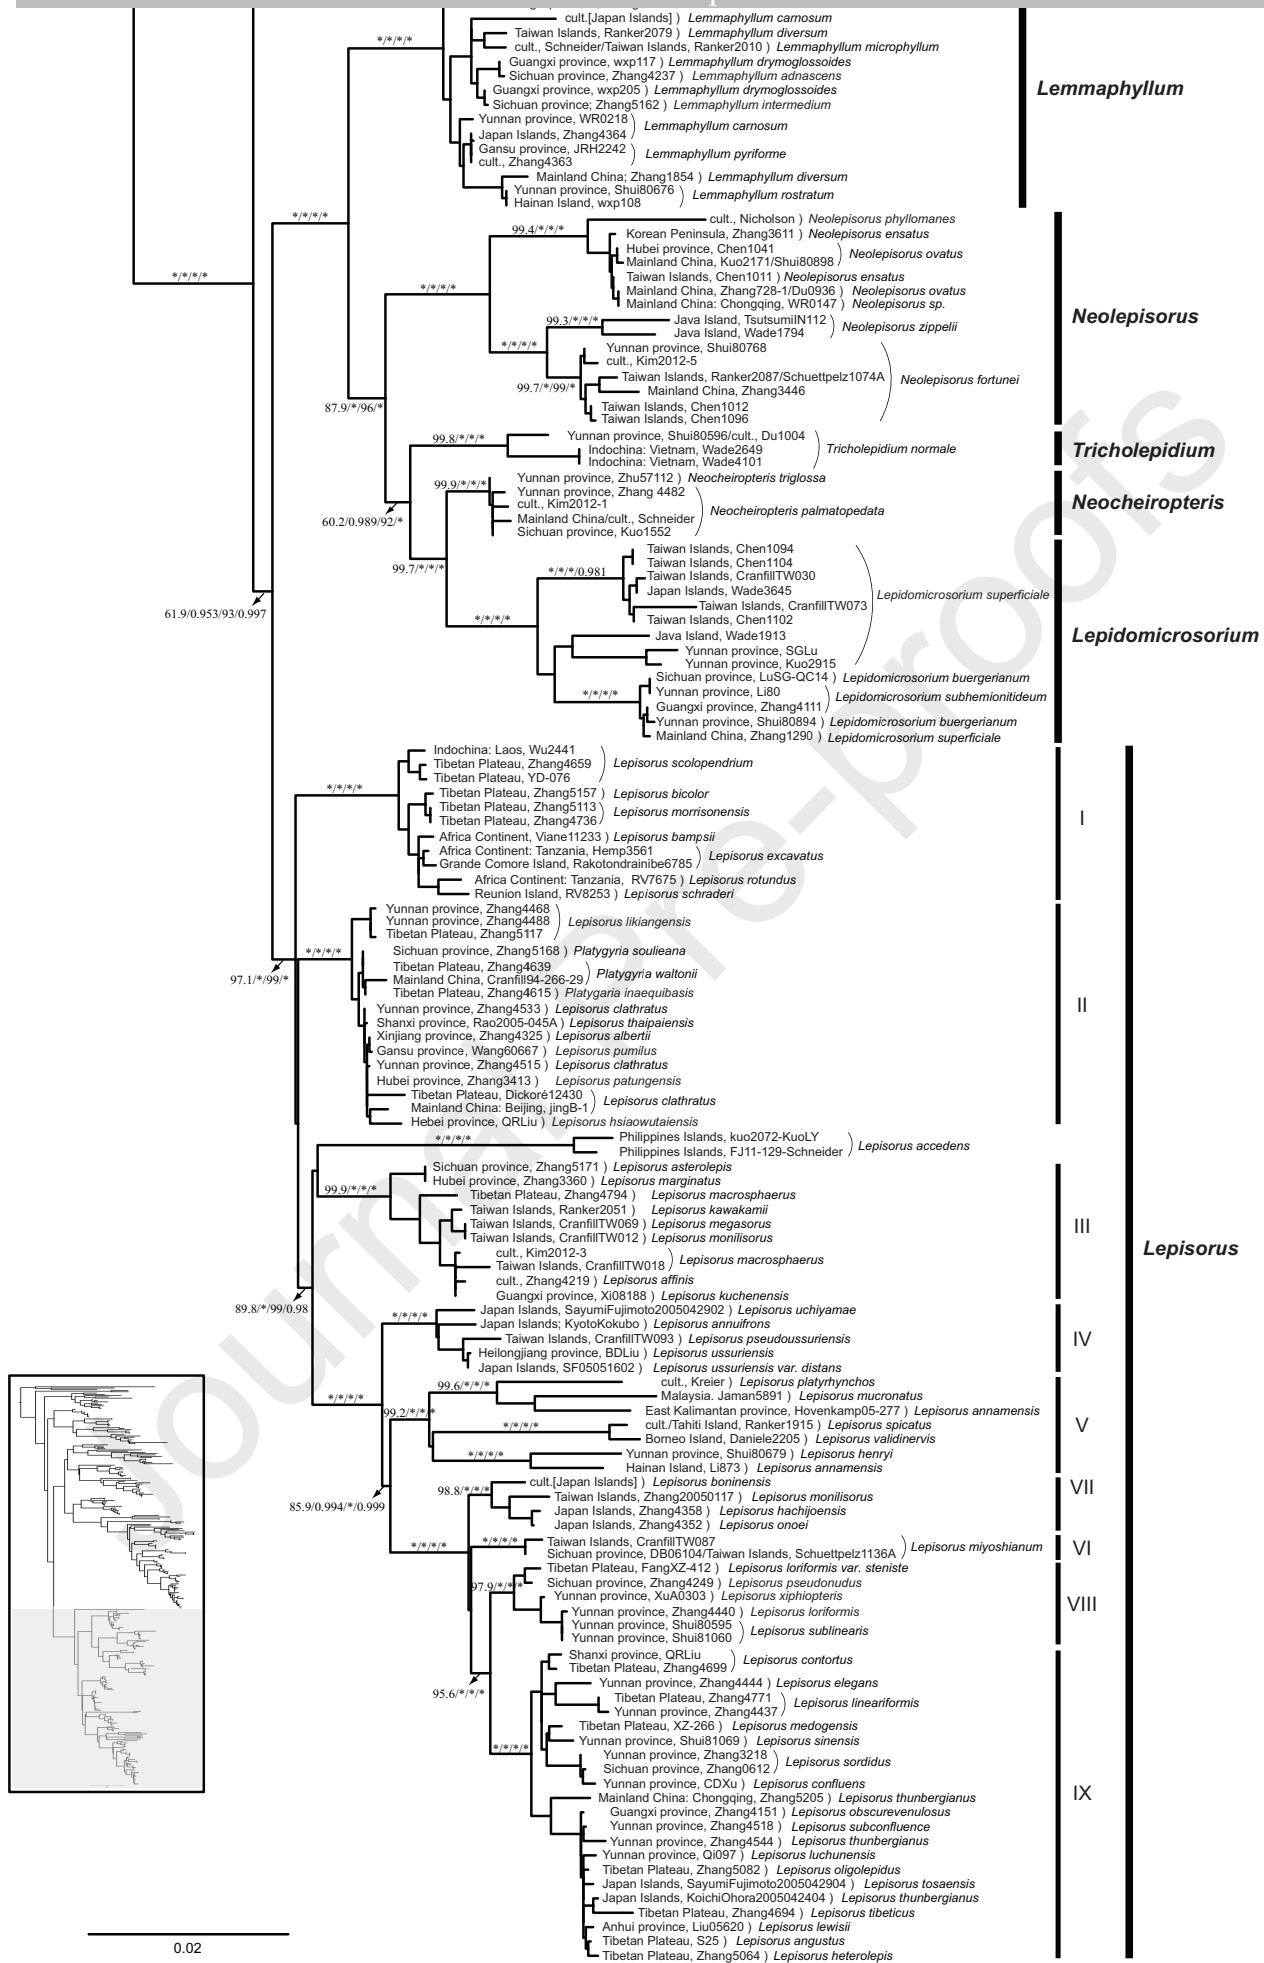 cult.[Japan Islands] ) Lemmaphyllum carnosum
Taiwan Islands, Ranker2079 ) Lemmaphyllum diversum
cult., Schneider/Taiwan Islands, Ranker2010 ) Lemmaphyllum microphyllum
Guangxi province, wxp117 ) Lemmaphyllum drymoglossoides
Sichuan province, Zhang4237 ) Lemmaphyllum adnascens
Guangxi province, wxp205 ) Lemmaphyllum drymoglossoides
Sichuan province; Zhang5162 ) Lemmaphyllum intermedium
Yunnan province, WR0218
Japan Islands, Zhang4364
Lemmaphyllum carnosum
Gansu province, JRH2242
cult., Zhang4363
Lemmaphyllum pyriforme
Mainland China; Zhang1854 ) Lemmaphyllum diversum
Yunnan province, Shui80676
Hainan Island, wxp108
Lemmaphyllum rostratum
Lemmaphyllum
*/*/*/*
*/*/*/*
*/*/*/*
cult., Nicholson ) Neolepisorus phyllomanes
Korean Peninsula, Zhang3611 ) Neolepisorus ensatus
Hubei province, Chen1041
Mainland China, Kuo2171/Shui80898
Neolepisorus ovatus
Taiwan Islands, Chen1011 ) Neolepisorus ensatus
Mainland China, Zhang728-1/Du0936 ) Neolepisorus ovatus
Mainland China: Chongqing, WR0147 ) Neolepisorus sp.
Java Island, TsutsumiIN112
Java Island, Wade1794
Neolepisorus zippelii
Yunnan province, Shui80768
cult., Kim2012-5
Taiwan Islands, Ranker2087/Schuettpelz1074A
Mainland China, Zhang3446
Taiwan Islands, Chen1012
Taiwan Islands, Chen1096
Neolepisorus fortunei
Neolepisorus
99.4/*/*/*
*/*/*/*
99.3/*/*/*
*/*/*/*
99.7/*/99/*
87.9/*/96/*
Yunnan province, Shui80596/cult., Du1004
Indochina: Vietnam, Wade2649
Indochina: Vietnam, Wade4101
Tricholepidium normale
Tricholepidium
99.8/*/*/*
Yunnan province, Zhu57112 ) Neocheiropteris triglossa
Yunnan province, Zhang 4482
cult., Kim2012-1
Mainland China/cult., Schneider
Sichuan province, Kuo1552
Neocheiropteris palmatopedata
Neocheiropteris
99.9/*/*/*
60.2/0.989/92/*
99.7/*/*/*
Taiwan Islands, Chen1094
Taiwan Islands, Chen1104
Taiwan Islands, CranfillTW030
Japan Islands, Wade3645
Taiwan Islands, CranfillTW073
Taiwan Islands, Chen1102
Java Island, Wade1913
Yunnan province, SGLu
Yunnan province, Kuo2915
Lepidomicrosorium superficiale
Sichuan province, LuSG-QC14 ) Lepidomicrosorium buergerianum
Yunnan province, Li80
Guangxi province, Zhang4111
Lepidomicrosorium subhemionitideum
Yunnan province, Shui80894 ) Lepidomicrosorium buergerianum
Mainland China, Zhang1290 ) Lepidomicrosorium superficiale
Lepidomicrosorium
*/*/*/0.981
*/*/*/*
*/*/*/*
61.9/0.953/93/0.997
Indochina: Laos, Wu2441
Tibetan Plateau, Zhang4659
Tibetan Plateau, YD-076
Lepisorus scolopendrium
Tibetan Plateau, Zhang5157 ) Lepisorus bicolor
Tibetan Plateau, Zhang5113
Tibetan Plateau, Zhang4736
Lepisorus morrisonensis
Africa Continent, Viane11233 ) Lepisorus bampsii
Africa Continent: Tanzania, Hemp3561
Grande Comore Island, Rakotondrainibe6785
Lepisorus excavatus
Africa Continent: Tanzania, RV7675 ) Lepisorus rotundus
Reunion Island, RV8253 ) Lepisorus schraderi
I
*/*/*/*
Yunnan province, Zhang4468
Yunnan province, Zhang4488
Tibetan Plateau, Zhang5117
Lepisorus likiangensis
Sichuan province, Zhang5168 ) Platygyria soulieana
Tibetan Plateau, Zhang4639
Mainland China, Cranfill94-266-29
Platygyria waltonii
Tibetan Plateau, Zhang4615 ) Platygaria inaequibasis
Yunnan province, Zhang4533 ) Lepisorus clathratus
Shanxi province, Rao2005-045A ) Lepisorus thaipaiensis
Xinjiang province, Zhang4325 ) Lepisorus albertii
Gansu province, Wang60667 ) Lepisorus pumilus
Yunnan province, Zhang4515 ) Lepisorus clathratus
Hubei province, Zhang3413 ) Lepisorus patungensis
Tibetan Plateau, Dickoré12430
Mainland China: Beijing, jingB-1
Lepisorus clathratus
Hebei province, QRLiu ) Lepisorus hsiaowutaiensis
II
*/*/*/*
97.1/*/99/*
Philippines Islands, kuo2072-KuoLY
Philippines Islands, FJ11-129-Schneider
Lepisorus accedens
*/*/*/*
Sichuan province, Zhang5171 ) Lepisorus asterolepis
Hubei province, Zhang3360 ) Lepisorus marginatus
Tibetan Plateau, Zhang4794 ) Lepisorus macrosphaerus
Taiwan Islands, Ranker2051 ) Lepisorus kawakamii
Taiwan Islands, CranfillTW069 ) Lepisorus megasorus
Taiwan Islands, CranfillTW012 ) Lepisorus monilisorus
cult., Kim2012-3
Taiwan Islands, CranfillTW018
Lepisorus macrosphaerus
cult., Zhang4219 ) Lepisorus affinis
Guangxi province, Xi08188 ) Lepisorus kuchenensis
III
Lepisorus
99.9/*/*/*
89.8/*/99/0.98
Japan Islands, SayumiFujimoto2005042902 ) Lepisorus uchiyamae
Japan Islands; KyotoKokubo ) Lepisorus annuifrons
Taiwan Islands, CranfillTW093 ) Lepisorus pseudoussuriensis
Heilongjiang province, BDLiu ) Lepisorus ussuriensis
Japan Islands, SF05051602 ) Lepisorus ussuriensis var. distans
IV
*/*/*/*
*/*/*/*
cult., Kreier ) Lepisorus platyrhynchos
Malaysia. Jaman5891 ) Lepisorus mucronatus
East Kalimantan province, Hovenkamp05-277 ) Lepisorus annamensis
cult./Tahiti Island, Ranker1915 ) Lepisorus spicatus
Borneo Island, Daniele2205 ) Lepisorus validinervis
Yunnan province, Shui80679 ) Lepisorus henryi
Hainan Island, Li873 ) Lepisorus annamensis
V
99.6/*/*/*
99.2/*/*/*
*/*/*/*
*/*/*/*
85.9/0.994/*/0.999
cult.[Japan Islands] ) Lepisorus boninensis
Taiwan Islands, Zhang20050117 ) Lepisorus monilisorus
Japan Islands, Zhang4358 ) Lepisorus hachijoensis
Japan Islands, Zhang4352 ) Lepisorus onoei
VII
98.8/*/*/*
Taiwan Islands, CranfillTW087
Sichuan province, DB06104/Taiwan Islands, Schuettpelz1136A
Lepisorus miyoshianum
VI
*/*/*/*
*/*/*/*
Tibetan Plateau, FangXZ-412 ) Lepisorus loriformis var. steniste
Sichuan province, Zhang4249 ) Lepisorus pseudonudus
Yunnan province, XuA0303 ) Lepisorus xiphiopteris
Yunnan province, Zhang4440 ) Lepisorus loriformis
Yunnan province, Shui80595
Yunnan province, Shui81060
Lepisorus sublinearis
VIII
97.9/*/*/*
95.6/*/*/*
Shanxi province, QRLiu
Tibetan Plateau, Zhang4699
Lepisorus contortus
Yunnan province, Zhang4444 ) Lepisorus elegans
Tibetan Plateau, Zhang4771
Yunnan province, Zhang4437
Lepisorus lineariformis
Tibetan Plateau, XZ-266 ) Lepisorus medogensis
Yunnan province, Shui81069 ) Lepisorus sinensis
Yunnan province, Zhang3218
Sichuan province, Zhang0612
Lepisorus sordidus
Yunnan province, CDXu ) Lepisorus confluens
Mainland China: Chongqing, Zhang5205 ) Lepisorus thunbergianus
Guangxi province, Zhang4151 ) Lepisorus obscurevenulosus
Yunnan province, Zhang4518 ) Lepisorus subconfluence
Yunnan province, Zhang4544 ) Lepisorus thunbergianus
Yunnan province, Qi097 ) Lepisorus luchunensis
Tibetan Plateau, Zhang5082 ) Lepisorus oligolepidus
Japan Islands, SayumiFujimoto2005042904 ) Lepisorus tosaensis
Japan Islands, KoichiOhora2005042404 ) Lepisorus thunbergianus
Tibetan Plateau, Zhang4694 ) Lepisorus tibeticus
Anhui province, Liu05620 ) Lepisorus lewisii
Tibetan Plateau, S25 ) Lepisorus angustus
Tibetan Plateau, Zhang5064 ) Lepisorus heterolepis
IX
*/*/*/*
0.02
Journal Pre-proofs